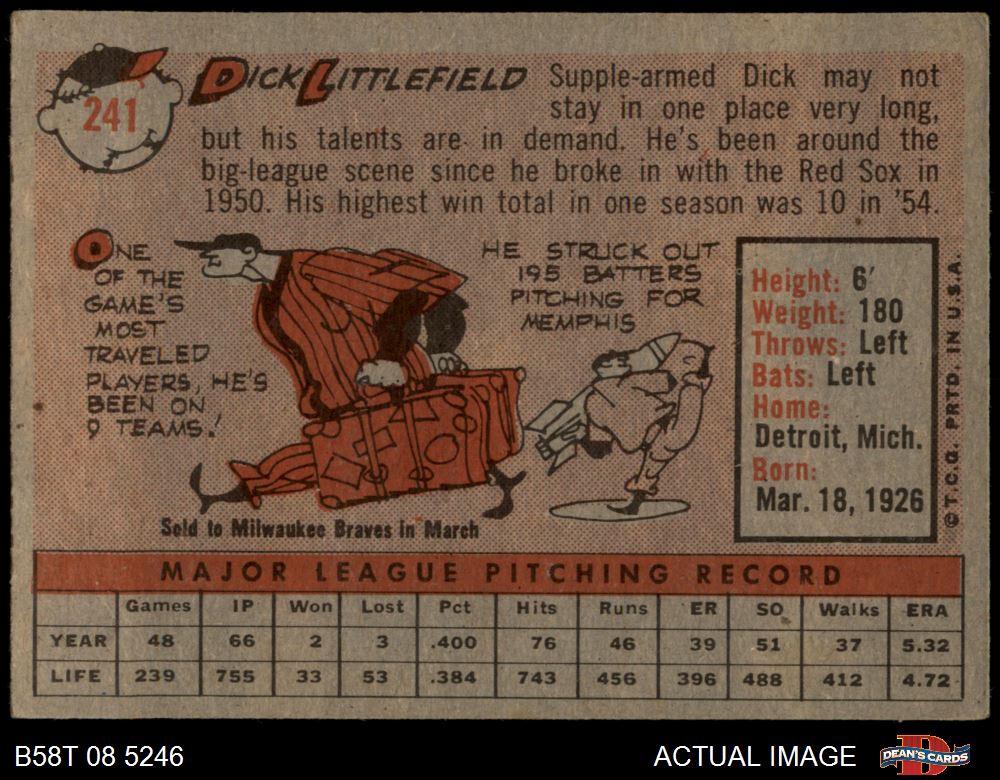 241
DICK LITTLEFIELD Supple-armed Dick may not
stay in one place very long,
but his talents are in demand. He's been around the
big-league scene since he broke in with the Red Sox in
1950. His highest win total in one season was 10 in '54.
ONE
OF THE
GAME'S
MOST
TRAVELED
PLAYERS, HE'S
BEEN ON
9 TEAMS!
HE STRUCK OUT
195 BATTERS
PITCHING FOR
MEMPHIS
Sold to Milwaukee Braves in March
Height: 6'
Weight: 180
Throws: Left
Bats: Left
Home:
Detroit, Mich.
Born:
Mar. 18, 1926
© T.C.G. PRTD. IN U.S.A.
MAJOR LEAGUE PITCHING RECORD
Games IP Won Lost Pct Hits Runs ER SO Walks ERA
YEAR 48 66 2 3 .400 76 46 39 51 37 5.32
LIFE 239 755 33 53 .384 743 456 396 488 412 4.72
B58T 08 5246
ACTUAL IMAGE
DEAN'S CARDS